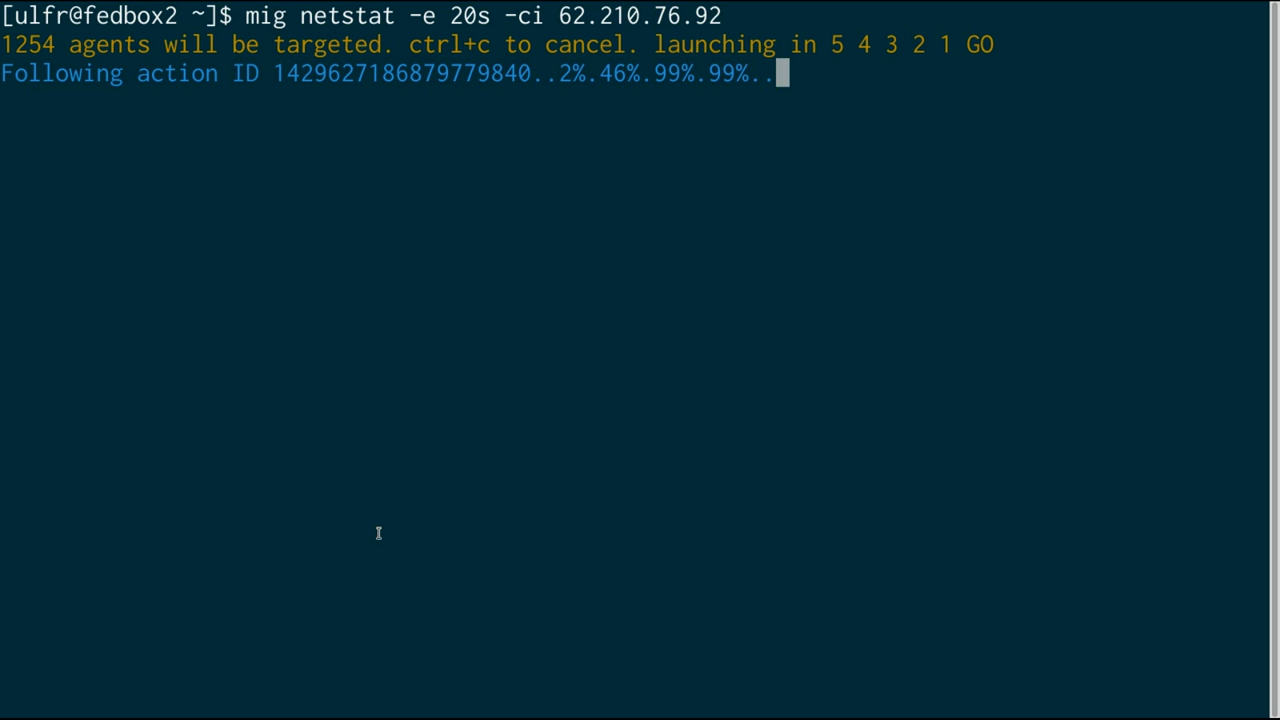 [ulfr@fedbox2 ~]$ mig netstat -e 20s -ci 62.210.76.92
1254 agents will be targeted. ctrl+c to cancel. launching in 5 4 3 2 1 GO
Following action ID 1429627186879779840..2%.46%.99%.99%..